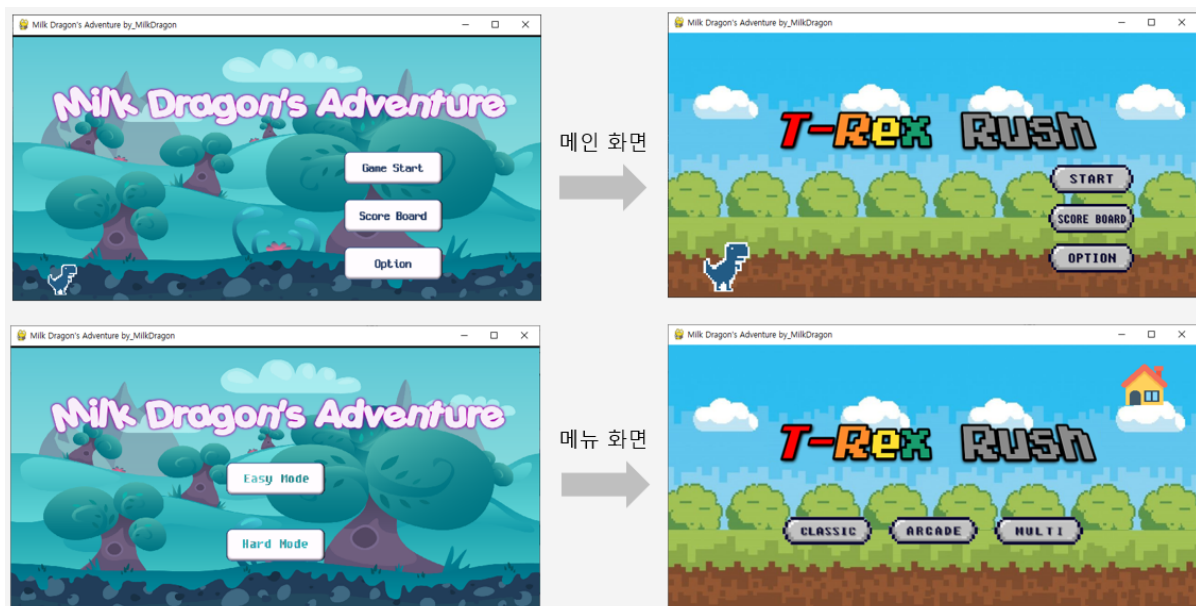 Milk Dragon's Adventure by_MilkDragon
Milk Dragon's Adventure
Game Start
Score Board
Option
메인 화면
Milk Dragon's Adventure by_MilkDragon
T-Rex Rush
START
SCORE BOARD
OPTION
Milk Dragon's Adventure by_MilkDragon
Milk Dragon's Adventure
Easy Mode
Hard Mode
메뉴 화면
Milk Dragon's Adventure by_MilkDragon
T-Rex Rush
CLASSIC
ARCADE
MULTI